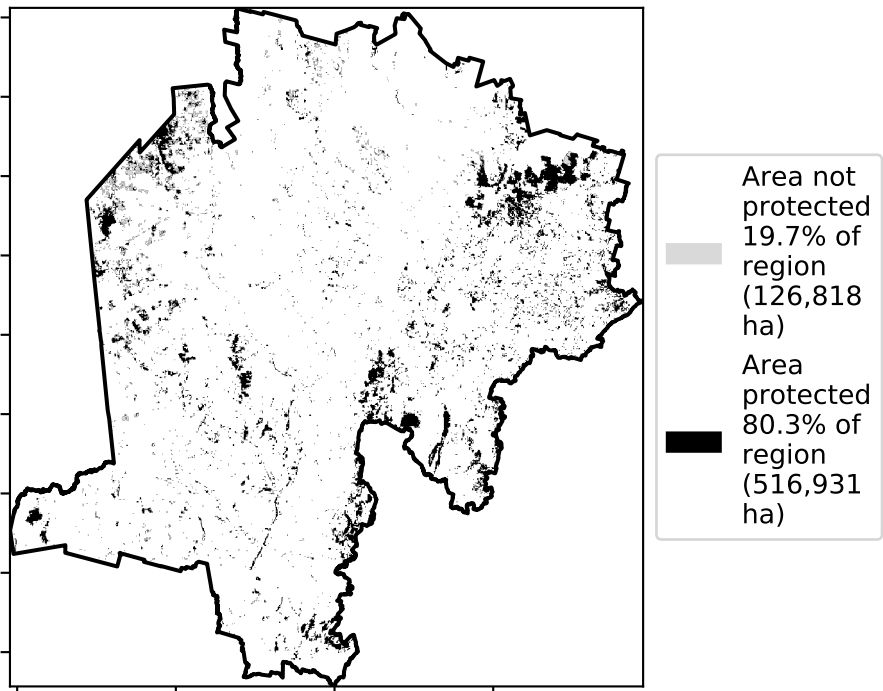 Area not
protected
19.7% of
region
(126,818
ha)
Area
protected
80.3% of
region
(516,931
ha)